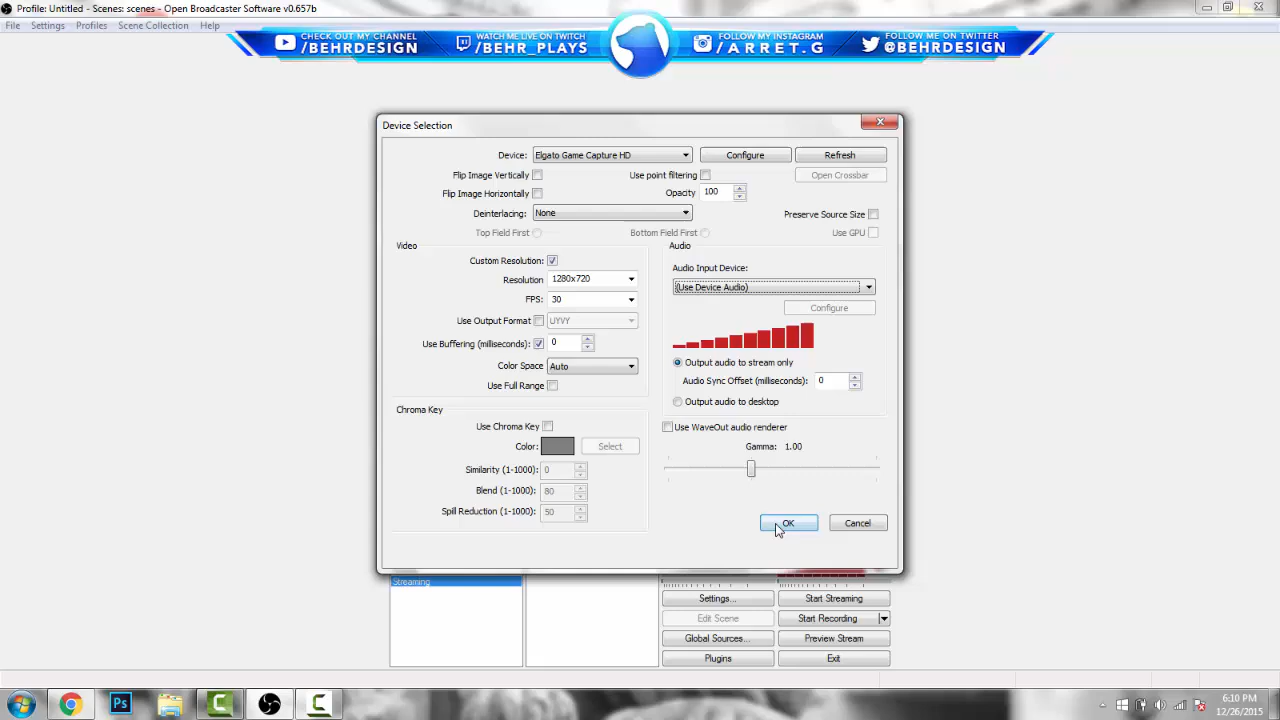 Profile: Untitled - Scenes: scenes - Open Broadcaster Software v0.657b
File Settings Profiles Scene Collection Help
CHECK OUT MY CHANNEL
/BEHRDESIGN
WATCH ME LIVE ON TWITCH
/BEHR_PLAYS
FOLLOW MY INSTAGRAM
/ARRET.G
FOLLOW ME ON TWITTER
@BEHRDESIGN
Device Selection
Device: Elgato Game Capture HD Configure Refresh
Flip Image Vertically Use point filtering Open Crossbar
Flip Image Horizontally Opacity 100
Deinterlacing: None Preserve Source Size
Top Field First Bottom Field First Use GPU
Video
Custom Resolution:
Resolution 1280x720
FPS: 30
Use Output Format UYVY
Use Buffering (milliseconds): 0
Color Space Auto
Use Full Range
Chroma Key
Use Chroma Key
Color: Select
Similarity (1-1000): 0
Blend (1-1000): 80
Spill Reduction (1-1000): 50
Audio
Audio Input Device:
(Use Device Audio)
Configure
Output audio to stream only
Audio Sync Offset (milliseconds): 0
Output audio to desktop
Use WaveOut audio renderer
Gamma: 1.00
OK Cancel
Streaming
Settings... Start Streaming
Edit Scene Start Recording
Global Sources... Preview Stream
Plugins Exit
Ps
6:10 PM
12/26/2015